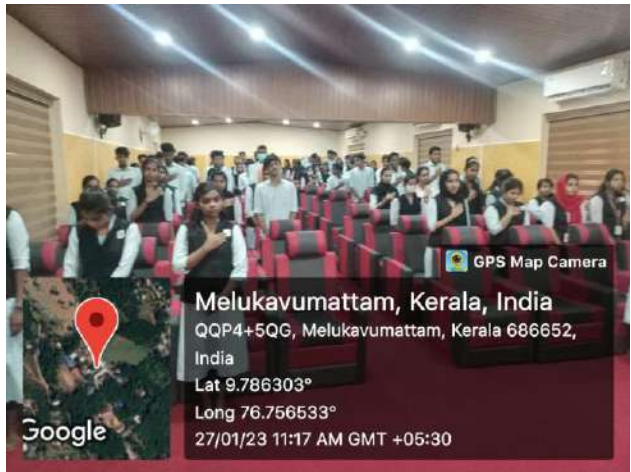 GPS Map Camera
Melukavumattam, Kerala, India
QQP4+5QG, Melukavumattam, Kerala 686652,
India
Lat 9.786303°
Long 76.756533°
27/01/23 11:17 AM GMT +05:30
Google